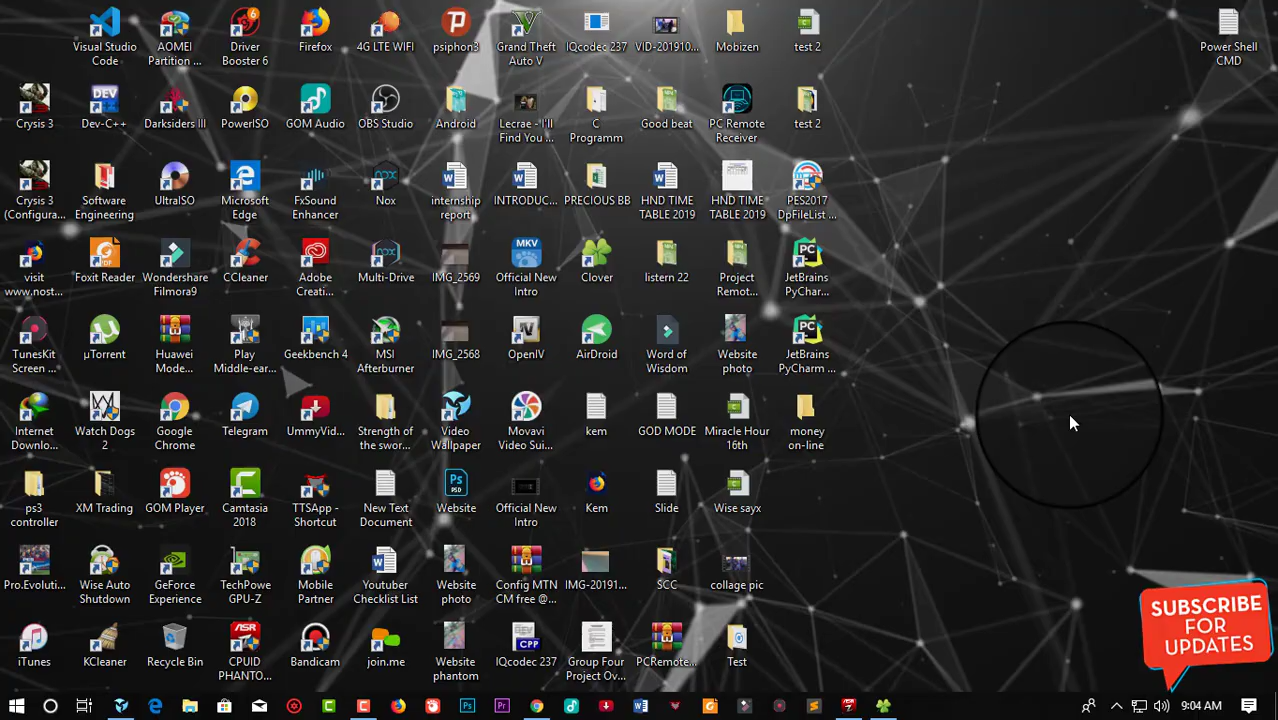 Visual Studio Code
AOMEI Partition ...
Driver Booster 6
Firefox
4G LTE WIFI
psiphon3
Grand Theft Auto V
IQcodec 237
VID-201910...
Mobizen
test 2
Power Shell CMD
Crysis 3
Dev-C++
Darksiders III
PowerISO
GOM Audio
OBS Studio
Android
Lecrae - I'll Find You ...
C Programm
Good beat
PC Remote Receiver
test 2
Crysis 3 (Configura...
Software Engineering
UltraISO
Microsoft Edge
FxSound Enhancer
Nox
internship report
INTRODUC...
PRECIOUS BB
HND TIME TABLE 2019
HND TIME TABLE 2019
PES2017 DpFileList ...
visit www.nost...
Foxit Reader
Wondershare Filmora9
CCleaner
Adobe Creati...
Multi-Drive
IMG_2569
Official New Intro
Clover
listern 22
Project Remot...
JetBrains PyChar...
TunesKit Screen ...
µTorrent
Huawei Mode...
Play Middle-ear...
Geekbench 4
MSI Afterburner
IMG_2568
OpenIV
AirDroid
Word of Wisdom
Website photo
JetBrains PyCharm ...
Internet Downlo...
Watch Dogs 2
Google Chrome
Telegram
UmmyVid...
Strength of the swor...
Video Wallpaper
Movavi Video Sui...
kem
GOD MODE
Miracle Hour 16th
money on-line
ps3 controller
XM Trading
GOM Player
Camtasia 2018
TTSApp - Shortcut
New Text Document
Website
Official New Intro
Kem
Slide
Wise sayx
Pro.Evoluti...
Wise Auto Shutdown
GeForce Experience
TechPowe GPU-Z
Mobile Partner
Youtuber Checklist List
Website photo
Config MTN CM free @...
IMG-20191...
SCC
collage pic
iTunes
KCleaner
Recycle Bin
CPUID PHANTO...
Bandicam
join.me
Website phantom
IQcodec 237
Group Four Project Ov...
PCRemote...
Test
SUBSCRIBE
FOR
UPDATES
9:04 AM